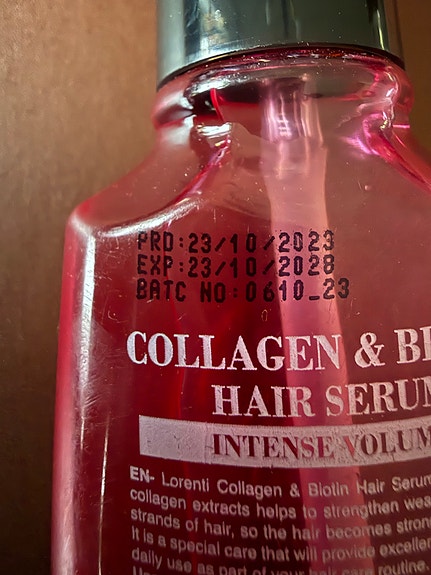 PRD:23/10/2023
EXP:23/10/2028
BATC NO:0610_23
COLLAGEN & B
HAIR SERUM
INTENSE VOLUM
EN- Lorenti Collagen & Biotin Hair Serum
collagen extracts helps to strengthen wea
strands of hair, so the hair becomes stron
It is a special care that will provide excelle
daily use as part of your hair care routine.